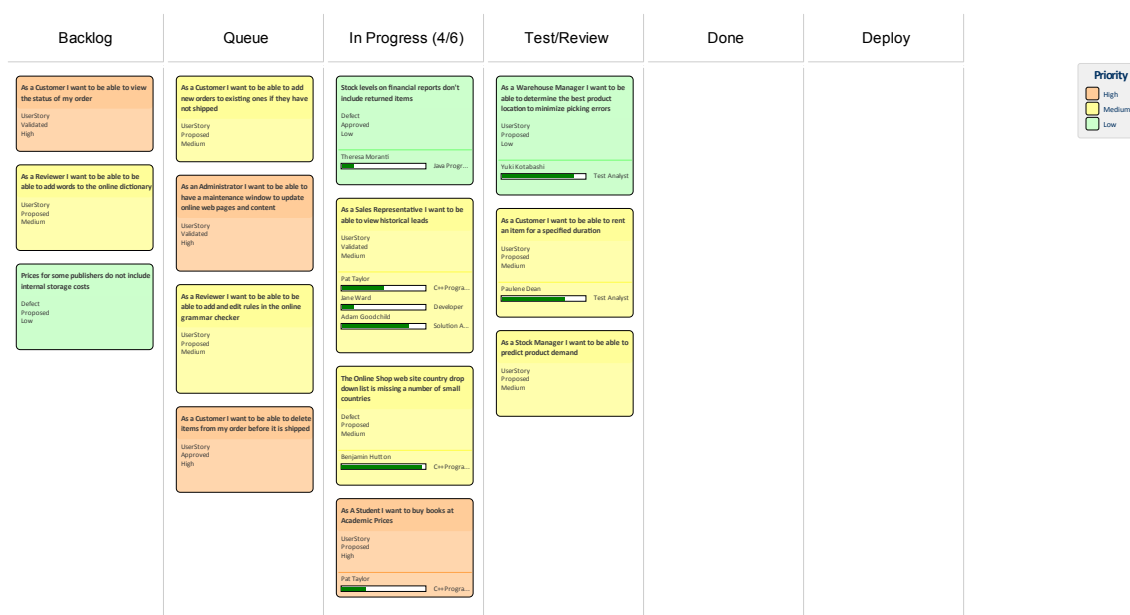 Backlog
Queue
In Progress (4/6)
Test/Review
Done
Deploy
As a Customer I want to be able to view
the status of my order
UserStory
Validated
High
As a Reviewer I want to be able to be
able to add words to the online dictionary
UserStory
Proposed
Medium
Prices for some publishers do not include
internal storage costs
Defect
Proposed
Low
As a Customer I want to be able to add
new orders to existing ones if they have
not shipped
UserStory
Proposed
Medium
As an Administrator I want to be able to
have a maintenance window to update
online web pages and content
UserStory
Validated
High
As a Reviewer I want to be able to be
able to add and edit rules in the online
grammar checker
UserStory
Proposed
Medium
As a Customer I want to be able to delete
items from my order before it is shipped
UserStory
Approved
High
Stock levels on financial reports don't
include returned items
Defect
Approved
Low
Theresa Moranti
Java Progr...
As a Sales Representative I want to be
able to view historical leads
UserStory
Validated
Medium
Pat Taylor
C++ Progra...
Jane Ward
Developer
Adam Goodchild
Solution A...
The Online Shop web site country drop
down list is missing a number of small
countries
Defect
Proposed
Medium
Benjamin Hutton
C++ Progra...
As A Student I want to buy books at
Academic Prices
UserStory
Proposed
High
Pat Taylor
C++ Progra...
As a Warehouse Manager I want to be
able to determine the best product
location to minimize picking errors
UserStory
Proposed
Low
Yuki Kotabashi
Test Analyst
As a Customer I want to be able to rent
an item for a specified duration
UserStory
Proposed
Medium
Paulene Dean
Test Analyst
As a Stock Manager I want to be able to
predict product demand
UserStory
Proposed
Medium
Priority
High
Medium
Low